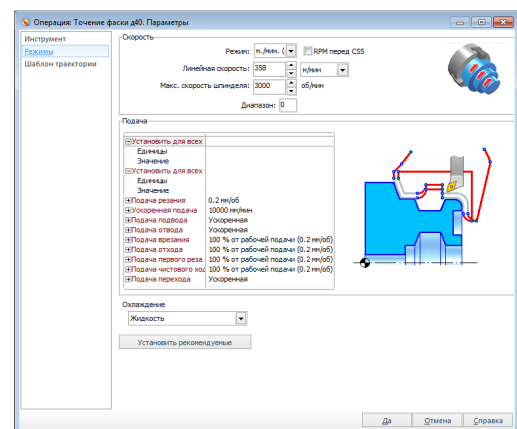 Операция: Точение фаски д40. Параметры
Инструмент
Режимы
Шаблон траектории
Скорость
Режим: м./мин. ( RPM перед CSS
Линейная скорость: 358 м/мин
Макс. скорость шпинделя: 3000 об/мин
Диапазон: 0
Подача
Установить для всех
Единицы
Значение
Установить для всех
Единицы
Значение
Подача резания 0.2 мм/об
Ускоренная подача 10000 мм/мин
Подача подвода Ускоренная
Подача отвода Ускоренная
Подача врезания 100 % от рабочей подачи (0.2 мм/об)
Подача отхода 100 % от рабочей подачи (0.2 мм/об)
Подача первого реза 100 % от рабочей подачи (0.2 мм/об)
Подача чистового ход 100 % от рабочей подачи (0.2 мм/об)
Подача перехода Ускоренная
Охлаждение
Жидкость
Установить рекомендуемые
Да Отмена Справка